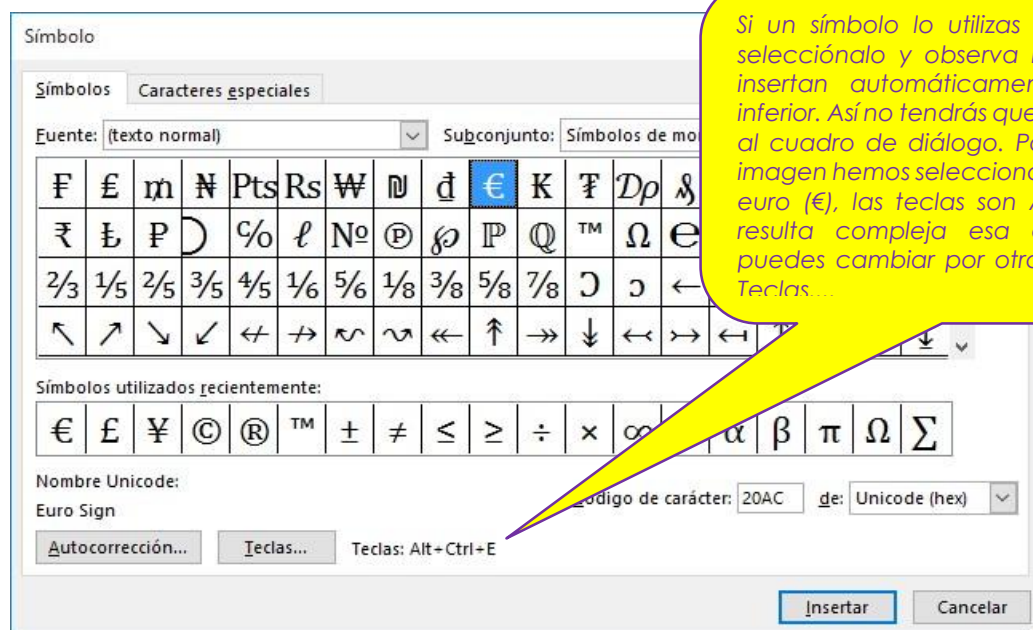 Símbolo
Si un símbolo lo utilizas
selecciónalo y observa
insertan automáticamen
inferior. Así no tendrás que
al cuadro de diálogo. Po
imagen hemos selecciona
euro (€), las teclas son
resulta compleja esa
puedes cambiar por otro
Teclas....
Símbolos Caracteres especiales
Fuente: (texto normal) Subconjunto: Símbolos de mo
₣ £ ₥ ₦ Pts Rs ₩ ₪ ₫ € ₭ ₮ ₯ ₰
₹ ₺ ₽ ℅ ℓ № ℗ ℘ ℙ ℚ ™ Ω ℮
⅔ ⅕ ⅖ ⅗ ⅘ ⅙ ⅚ ⅛ ⅜ ⅝ ⅞ Ↄ ↄ ←
↖ ↗ ↘ ↙ ↚ ↛ ↜ ↝ ↞ ↟ ↠ ↡ ↢ ↣ ↤
Símbolos utilizados recientemente:
€ £ ¥ © ® ™ ± ≠ ≤ ≥ ÷ × ∞ α β π Ω ∑
Nombre Unicode:
Euro Sign
ódigo de carácter: 20AC de: Unicode (hex)
Autocorrección... Teclas... Teclas: Alt+Ctrl+E
Insertar Cancelar